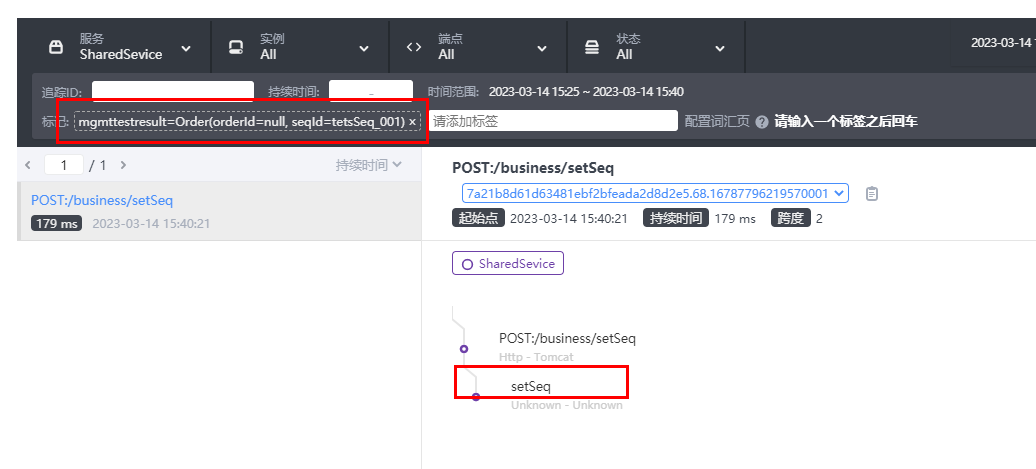 服务
SharedSevice
实例
All
端点
All
状态
All
2023-03-14
追踪ID:
持续时间:
-
时间范围: 2023-03-14 15:25 ~ 2023-03-14 15:40
标记:
mgmttestresult=Order(orderId=null, seqId=tetsSeq_001) ×
请添加标签
配置词汇页
请输入一个标签之后回车
1 / 1
持续时间
POST:/business/setSeq
179 ms 2023-03-14 15:40:21
POST:/business/setSeq
7a21b8d61d63481ebf2bfeada2d8d2e5.68.16787796219570001
起始点 2023-03-14 15:40:21 持续时间 179 ms 跨度 2
SharedSevice
POST:/business/setSeq
Http - Tomcat
setSeq
Unknown - Unknown